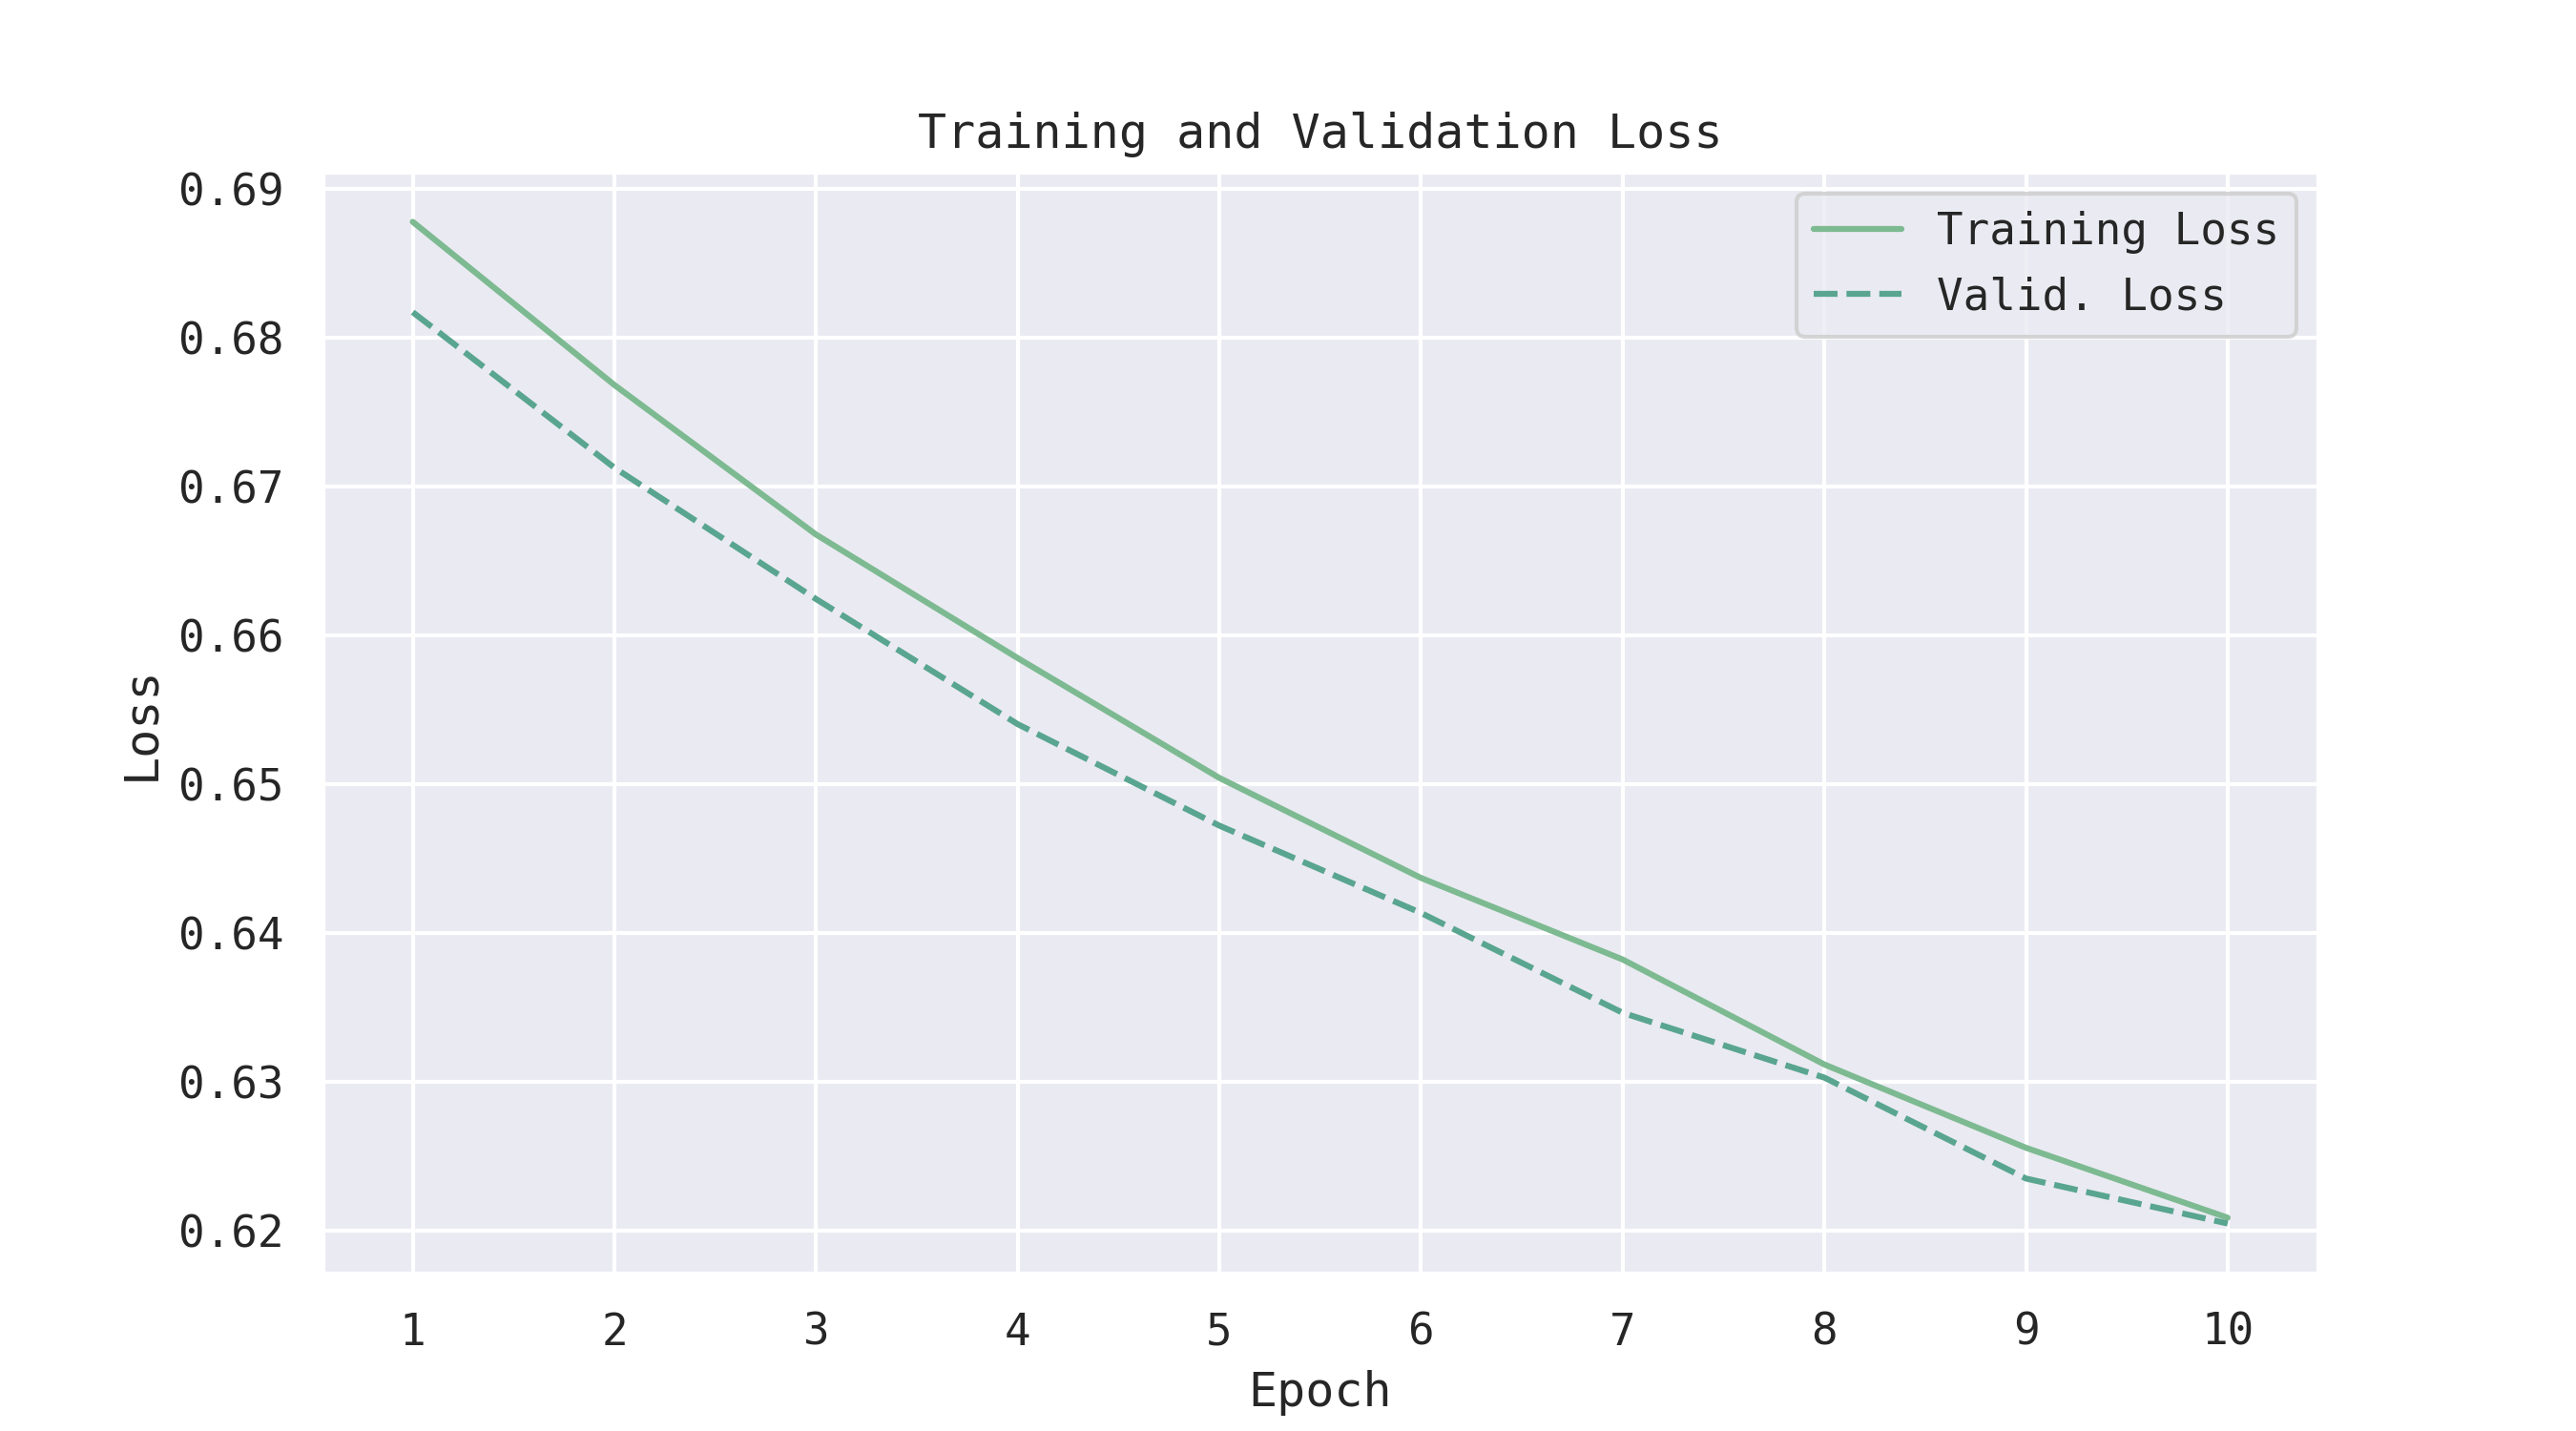 Training and Validation Loss
Training Loss
Valid. Loss
0.69
0.68
0.67
0.66
0.65
0.64
0.63
0.62
Loss
1 2 3 4 5 6 7 8 9 10
Epoch